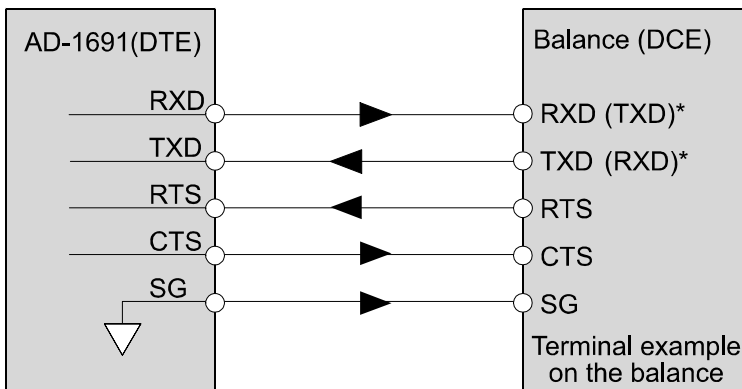 AD-1691(DTE)
Balance (DCE)
RXD
RXD (TXD)*
TXD
TXD (RXD)*
RTS
RTS
CTS
CTS
SG
SG
Terminal example
on the balance